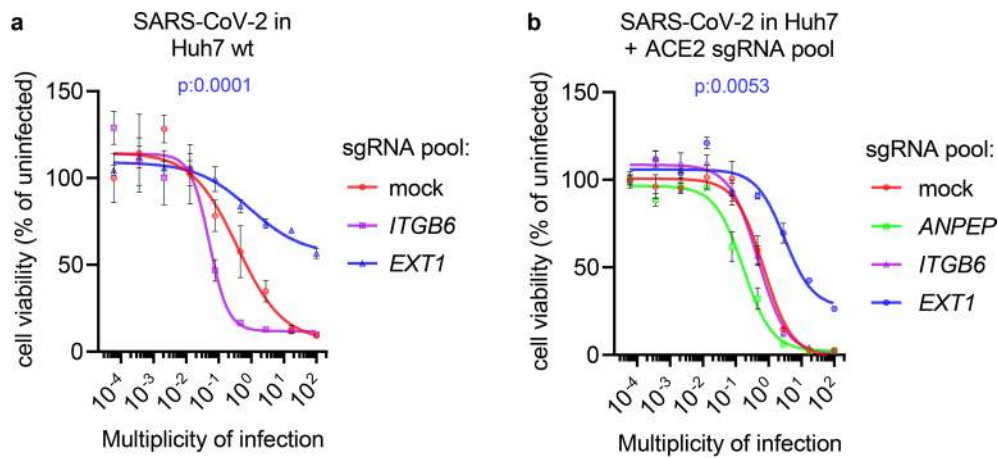 a
SARS-CoV-2 in
Huh7 wt
p:0.0001
cell viability (% of uninfected)
150
100
50
0
10-4
10-3
10-2
10-1
100
101
102
Multiplicity of infection
sgRNA pool:
mock
ITGB6
EXT1
b
SARS-CoV-2 in Huh7
+ ACE2 sgRNA pool
p:0.0053
cell viability (% of uninfected)
150
100
50
0
10-4
10-3
10-2
10-1
100
101
102
Multiplicity of infection
sgRNA pool:
mock
ANPEP
ITGB6
EXT1